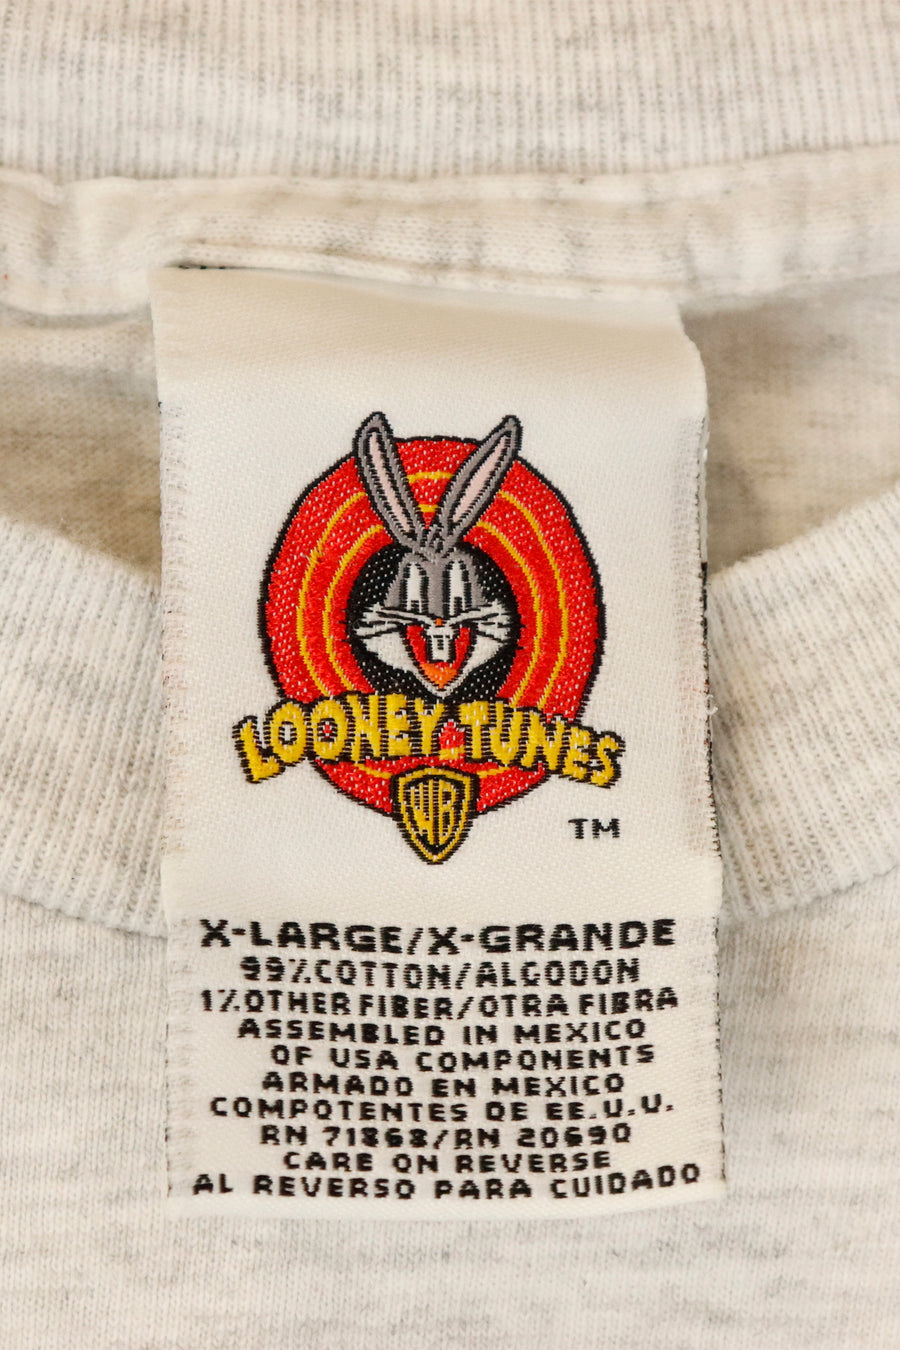 LOONEY TUNES
WB
TM
X-LARGE/X-GRANDE
99% COTTON/ALGODON
1% OTHER FIBER/OTRA FIBRA
ASSEMBLED IN MEXICO
OF USA COMPONENTS
ARMADO EN MEXICO
COMPOTENTES DE EE.U.U.
RN 71868/RN 20690
CARE ON REVERSE
AL REVERSO PARA CUIDADO